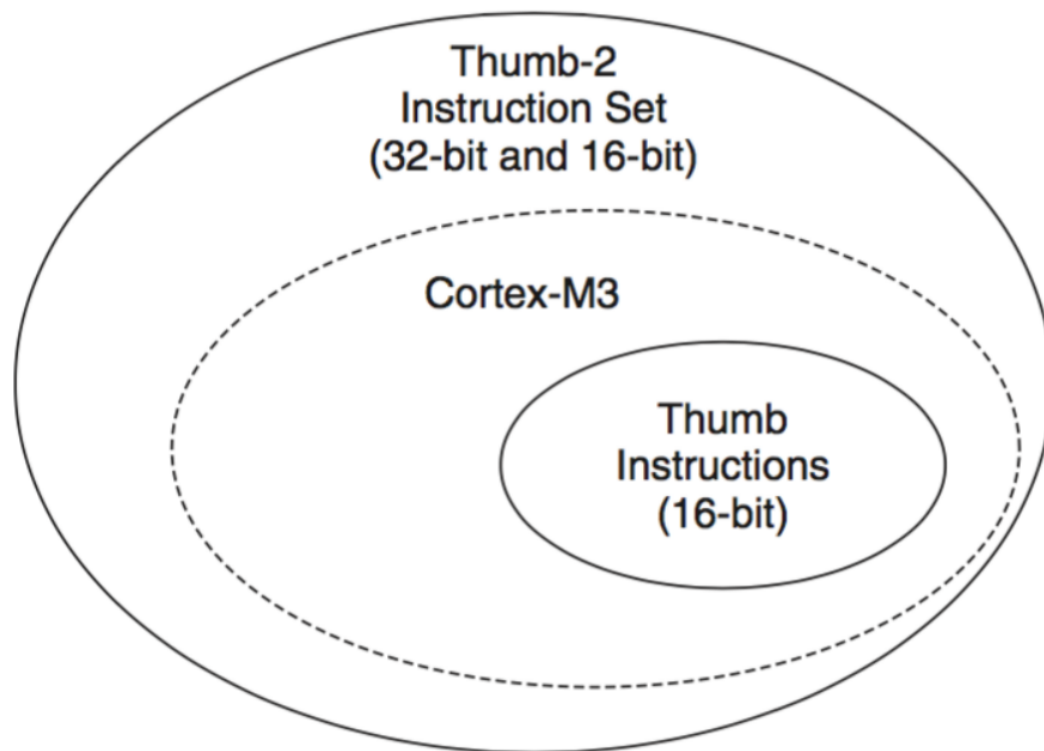 Thumb-2
Instruction Set
(32-bit and 16-bit)
Cortex-M3
Thumb
Instructions
(16-bit)